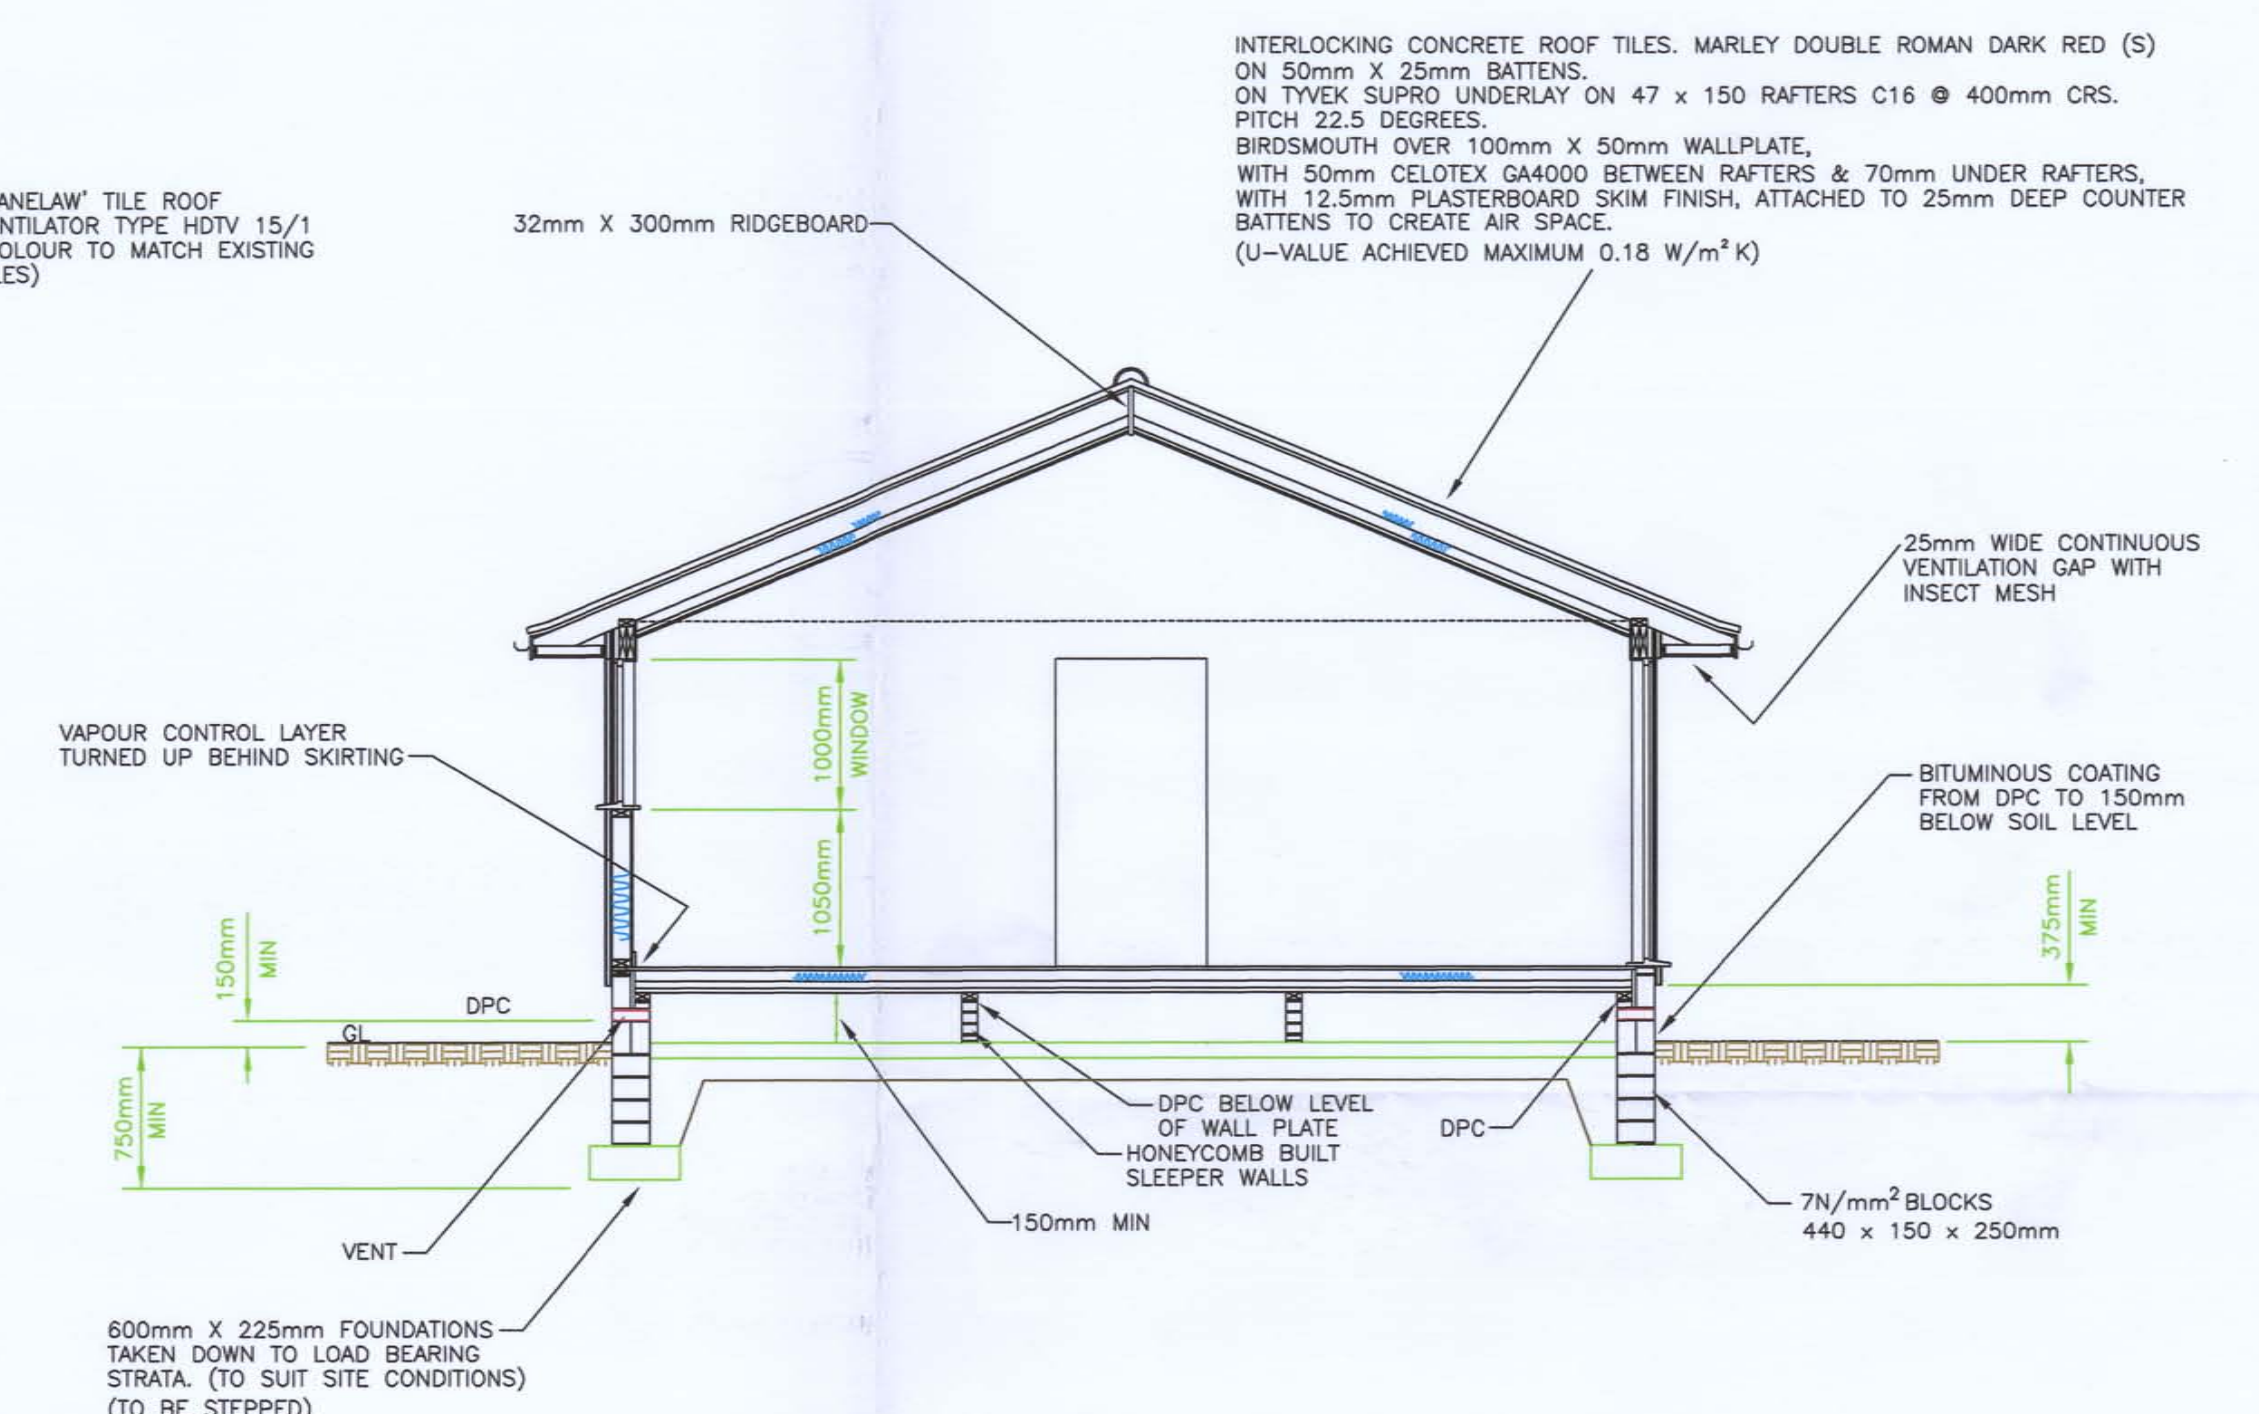 INTERLOCKING CONCRETE ROOF TILES. MARLEY DOUBLE ROMAN DARK RED (S)
ON 50mm X 25mm BATTENS.
ON TYVEK SUPRO UNDERLAY ON 47 x 150 RAFTERS C16 @ 400mm CRS.
PITCH 22.5 DEGREES.
BIRDSMOUTH OVER 100mm X 50mm WALLPLATE,
WITH 50mm CELOTEX GA4000 BETWEEN RAFTERS & 70mm UNDER RAFTERS,
WITH 12.5mm PLASTERBOARD SKIM FINISH, ATTACHED TO 25mm DEEP COUNTER
BATTENS TO CREATE AIR SPACE.
(U-VALUE ACHIEVED MAXIMUM 0.18 W/m² K)
ANELAW' TILE ROOF
NTILATOR TYPE HDTV 15/1
OLOUR TO MATCH EXISTING
LES)
32mm X 300mm RIDGEBOARD
25mm WIDE CONTINUOUS
VENTILATION GAP WITH
INSECT MESH
VAPOUR CONTROL LAYER
TURNED UP BEHIND SKIRTING
1000mm
WINDOW
1050mm
BITUMINOUS COATING
FROM DPC TO 150mm
BELOW SOIL LEVEL
150mm
MIN
375mm
MIN
DPC
GL
750mm
MIN
DPC BELOW LEVEL
OF WALL PLATE
HONEYCOMB BUILT
SLEEPER WALLS
DPC
150mm MIN
7N/mm² BLOCKS
440 x 150 x 250mm
VENT
600mm X 225mm FOUNDATIONS
TAKEN DOWN TO LOAD BEARING
STRATA. (TO SUIT SITE CONDITIONS)
(TO BE STEPPED)